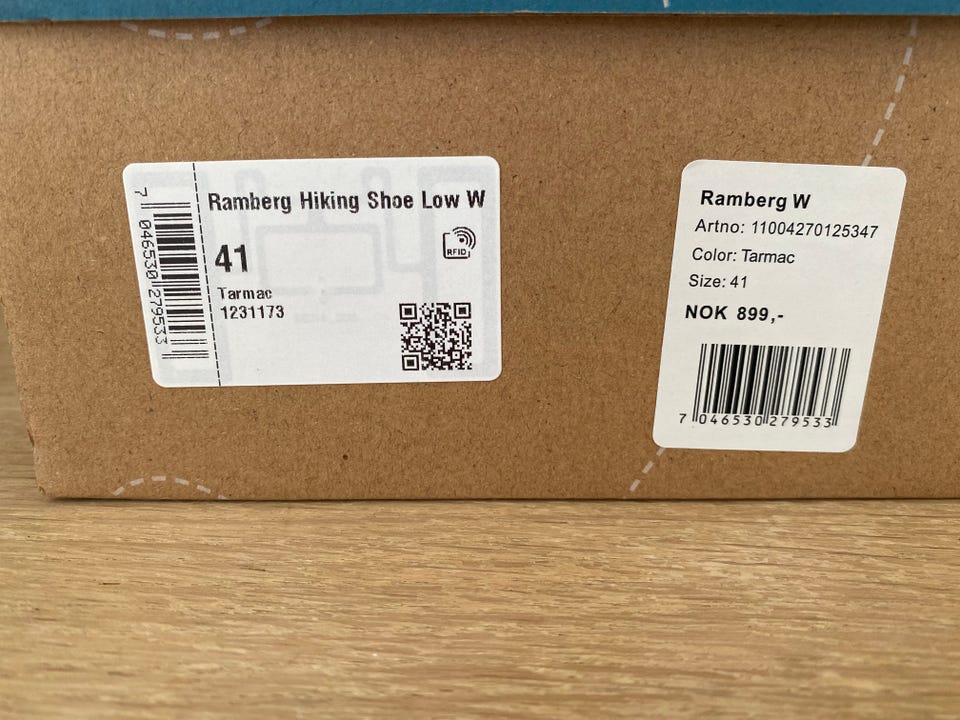 Ramberg Hiking Shoe Low W
41
RFID
Tarmac
1231173
7 046530 279533
Ramberg W
Artno: 11004270125347
Color: Tarmac
Size: 41
NOK 899,-
7 046530 279533